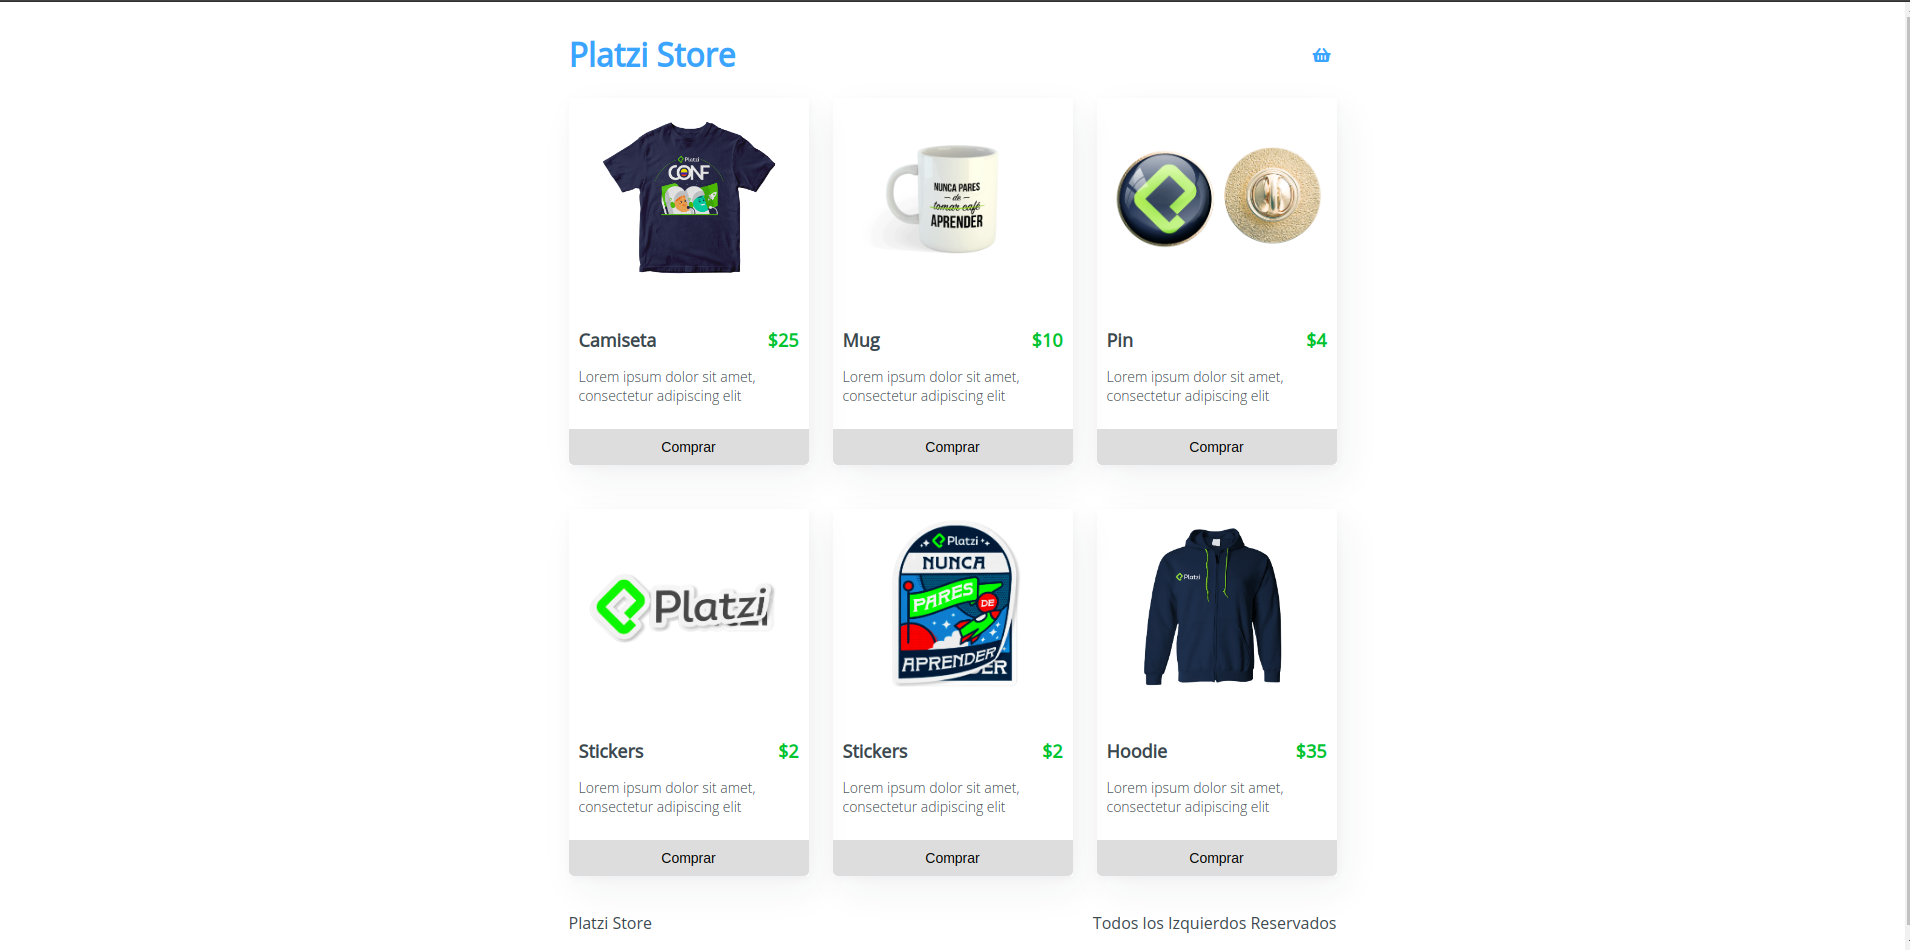 Platzi Store
Platzi
CONF
NUNCA PARES
de
tomar café
APRENDER
Camiseta $25
Lorem ipsum dolor sit amet,
consectetur adipiscing elit
Comprar
Mug $10
Lorem ipsum dolor sit amet,
consectetur adipiscing elit
Comprar
Pin $4
Lorem ipsum dolor sit amet,
consectetur adipiscing elit
Comprar
Platzi
Platzi
NUNCA
PARES
DE
APRENDER
DER
Platzi
Stickers $2
Lorem ipsum dolor sit amet,
consectetur adipiscing elit
Comprar
Stickers $2
Lorem ipsum dolor sit amet,
consectetur adipiscing elit
Comprar
Hoodie $35
Lorem ipsum dolor sit amet,
consectetur adipiscing elit
Comprar
Platzi Store
Todos los Izquierdos Reservados